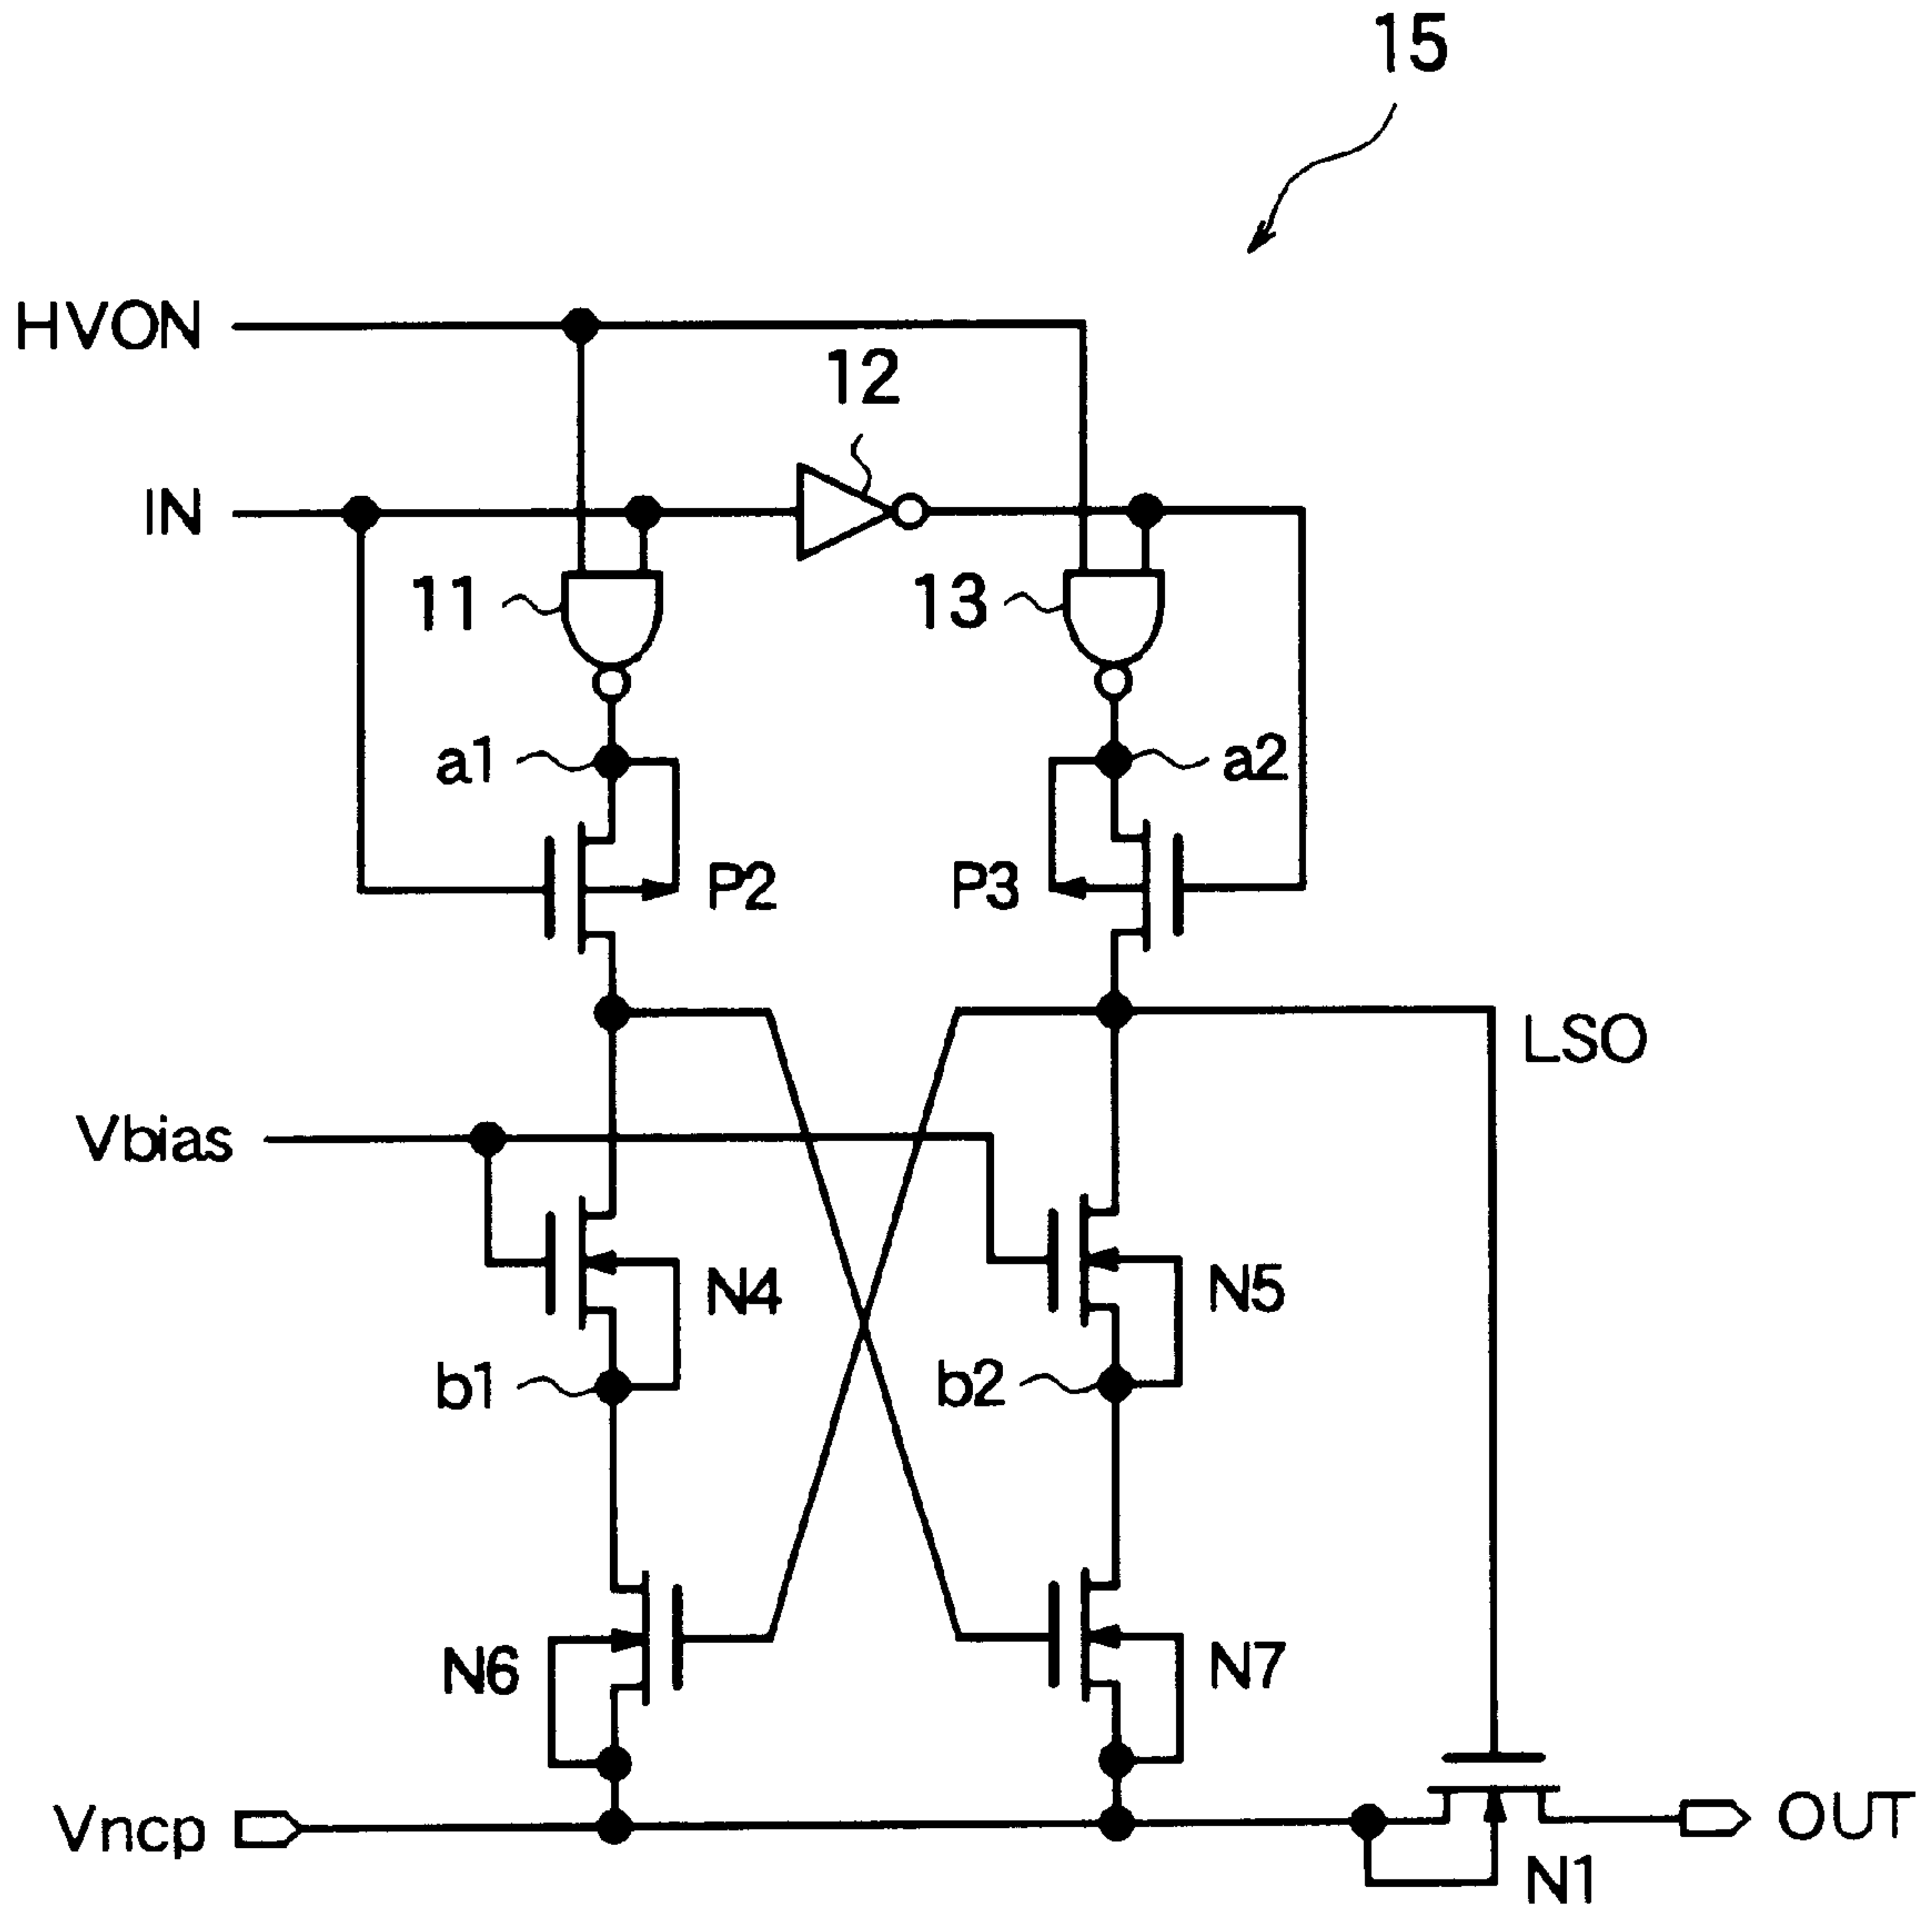 15
HVON
12
IN
11
13
a1
a2
P2
P3
LSO
Vbias
N4
N5
b1
b2
N6
N7
Vncp
OUT
N1